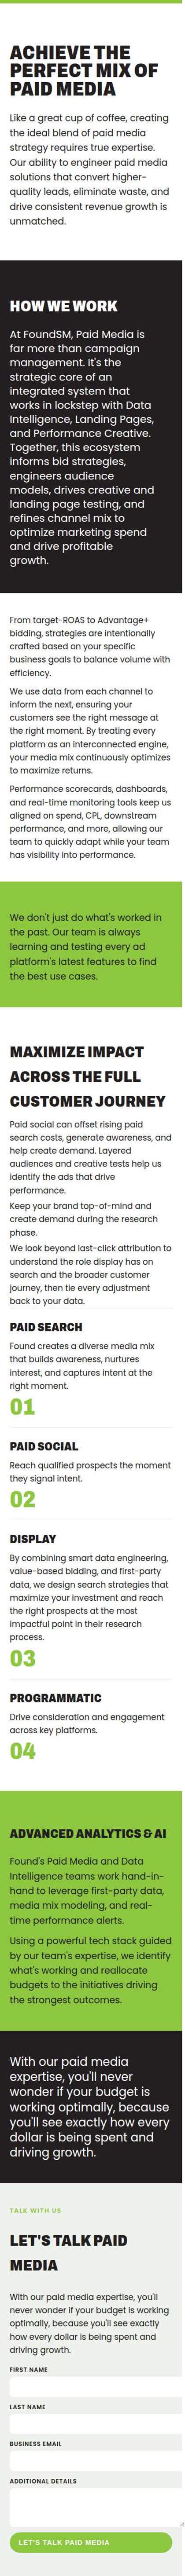 ACHIEVE THE
PERFECT MIX OF
PAID MEDIA
Like a great cup of coffee, creating
the ideal blend of paid media
strategy requires true expertise.
Our ability to engineer paid media
solutions that convert higher-
quality leads, eliminate waste, and
drive consistent revenue growth is
unmatched.
HOW WE WORK
At FoundSM, Paid Media is
far more than campaign
management. It's the
strategic core of an
integrated system that
works in lockstep with Data
Intelligence, Landing Pages,
and Performance Creative.
Together, this ecosystem
informs bid strategies,
engineers audience
models, drives creative and
landing page testing, and
refines channel mix to
optimize marketing spend
and drive profitable
growth.
From target-ROAS to Advantage+
bidding, strategies are intentionally
crafted based on your specific
business goals to balance volume with
efficiency.
We use data from each channel to
inform the next, ensuring your
customers see the right message at
the right moment. By treating every
platform as an interconnected engine,
your media mix continuously optimizes
to maximize returns.
Performance scorecards, dashboards,
and real-time monitoring tools keep us
aligned on spend, CPL, downstream
performance, and more, allowing our
team to quickly adapt while your team
has visibility into performance.
We don't just do what's worked in
the past. Our team is always
learning and testing every ad
platform's latest features to find
the best use cases.
MAXIMIZE IMPACT
ACROSS THE FULL
CUSTOMER JOURNEY
Paid social can offset rising paid
search costs, generate awareness, and
help create demand. Layered
audiences and creative tests help us
identify the ads that drive
performance.
Keep your brand top-of-mind and
create demand during the research
phase.
We look beyond last-click attribution to
understand the role display has on
search and the broader customer
journey, then tie every adjustment
back to your data.
PAID SEARCH
Found creates a diverse media mix
that builds awareness, nurtures
interest, and captures intent at the
right moment.
01
PAID SOCIAL
Reach qualified prospects the moment
they signal intent.
02
DISPLAY
By combining smart data engineering,
value-based bidding, and first-party
data, we design search strategies that
maximize your investment and reach
the right prospects at the most
impactful point in their research
process.
03
PROGRAMMATIC
Drive consideration and engagement
across key platforms.
04
ADVANCED ANALYTICS & AI
Found's Paid Media and Data
Intelligence teams work hand-in-
hand to leverage first-party data,
media mix modeling, and real-
time performance alerts.
Using a powerful tech stack guided
by our team's expertise, we identify
what's working and reallocate
budgets to the initiatives driving
the strongest outcomes.
With our paid media
expertise, you'll never
wonder if your budget is
working optimally, because
you'll see exactly how every
dollar is being spent and
driving growth.
TALK WITH US
LET'S TALK PAID
MEDIA
With our paid media expertise, you'll
never wonder if your budget is working
optimally, because you'll see exactly
how every dollar is being spent and
driving growth.
FIRST NAME
LAST NAME
BUSINESS EMAIL
ADDITIONAL DETAILS
LET'S TALK PAID MEDIA